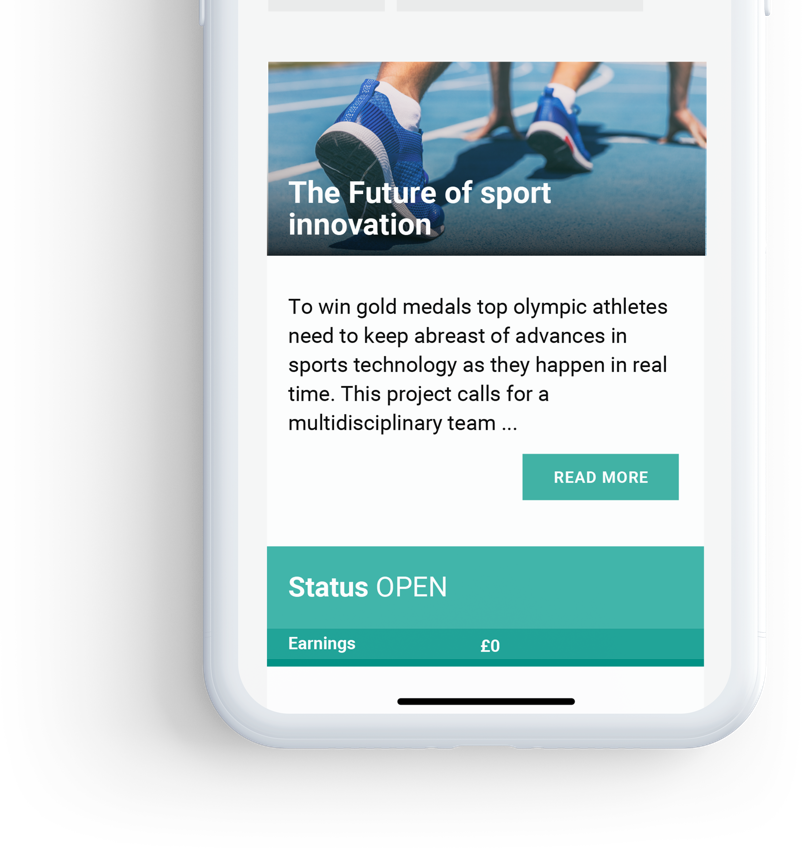 The Future of sport
innovation
To win gold medals top olympic athletes
need to keep abreast of advances in
sports technology as they happen in real
time. This project calls for a
multidisciplinary team ...
READ MORE
Status OPEN
Earnings £0